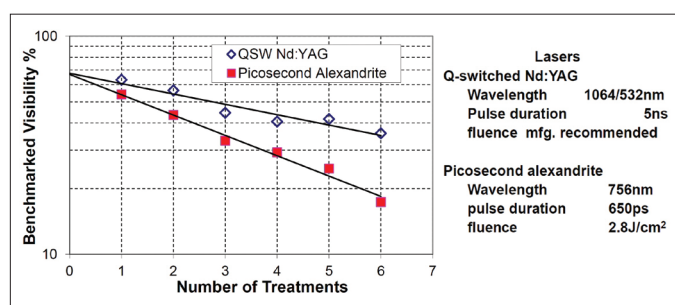 100
10
Benchmarked Visibility %
QSW Nd:YAG
Picosecond Alexandrite
0 1 2 3 4 5 6 7
Number of Treatments
Lasers
Q-switched Nd:YAG
Wavelength 1064/532nm
Pulse duration 5ns
fluence mfg. recommended
Picosecond alexandrite
Wavelength 756nm
pulse duration 650ps
fluence 2.8J/cm²